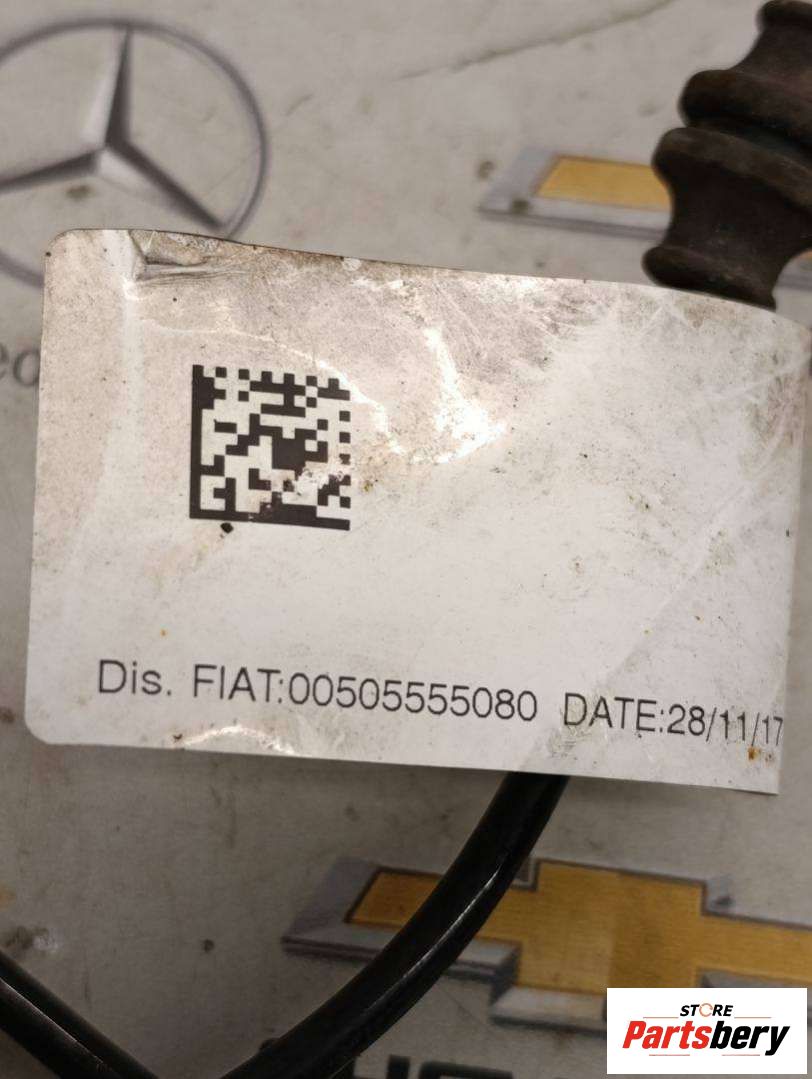 Dis. FIAT:00505555080 DATE:28/11/17
STORE
Partsbery